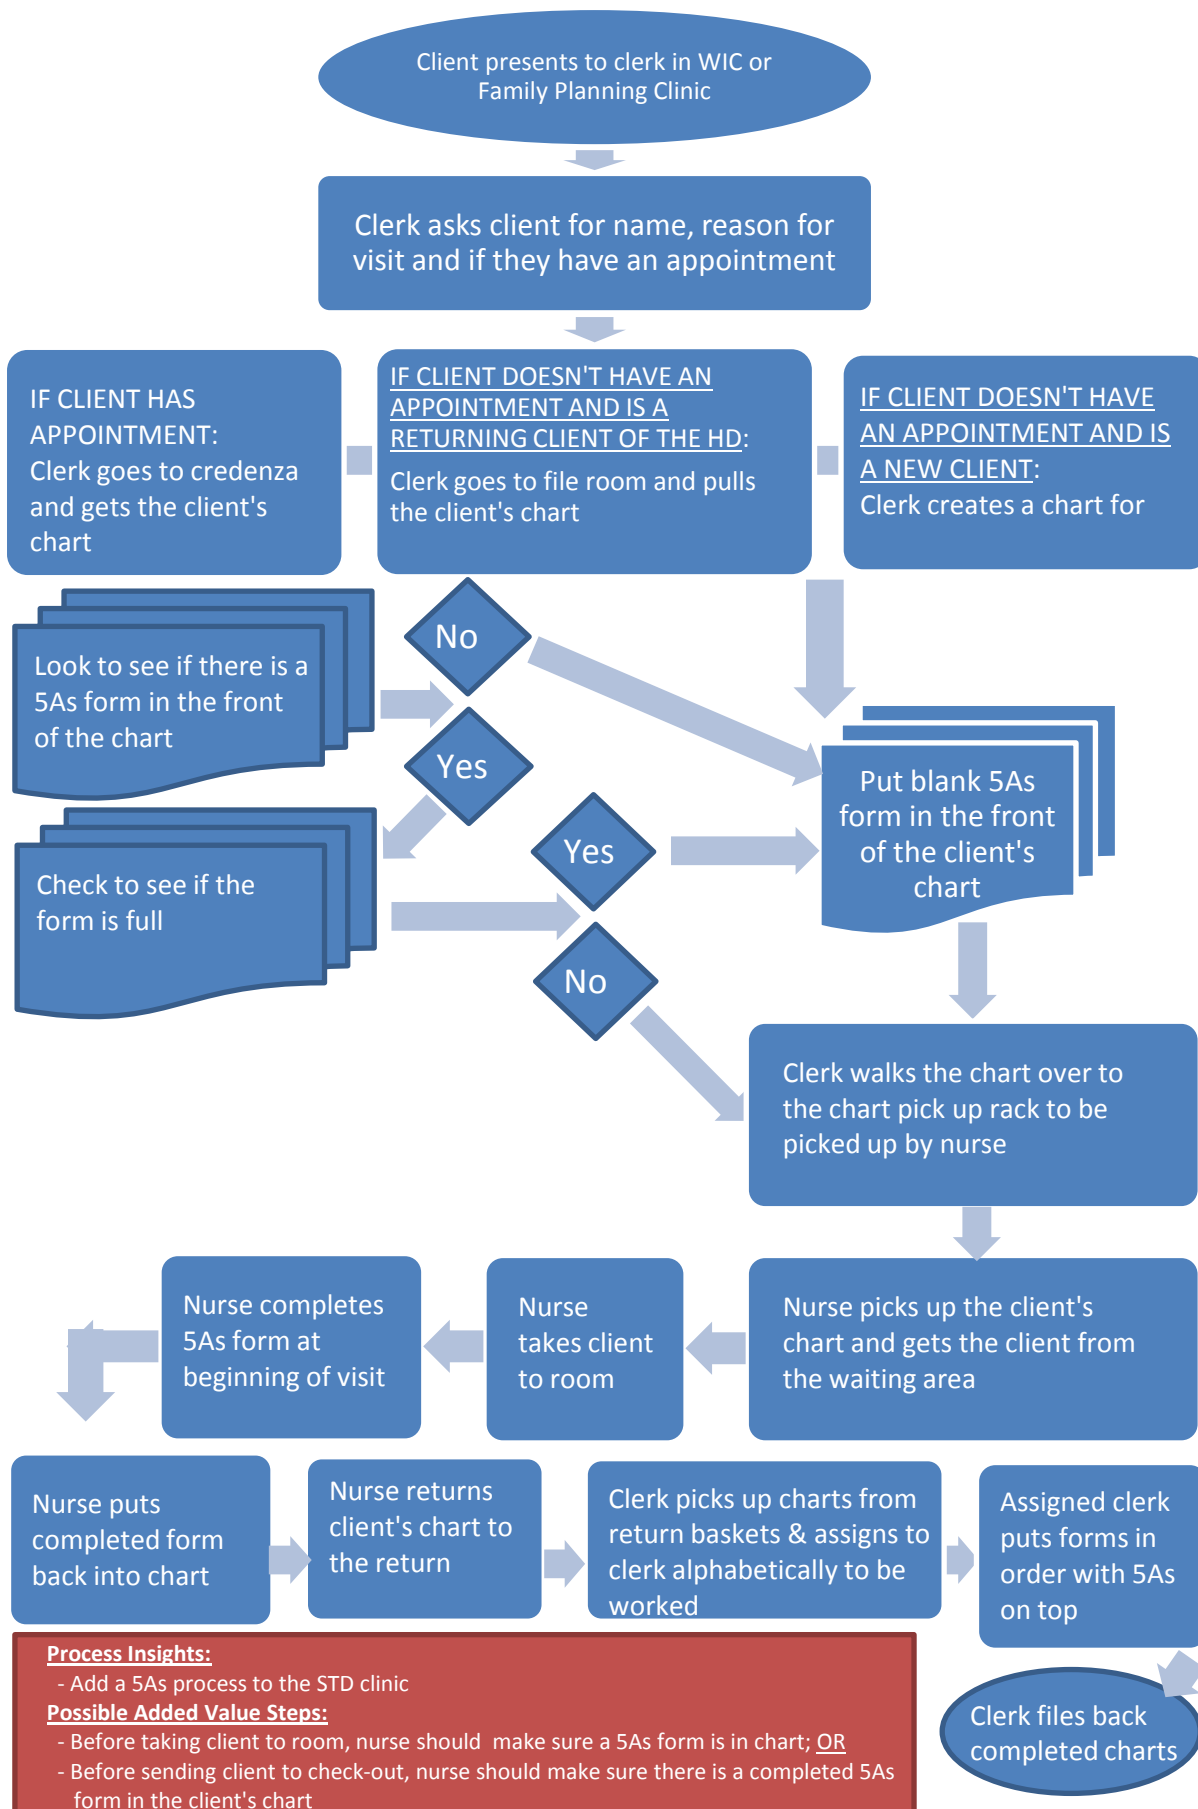 Client presents to clerk in WIC or
Family Planning Clinic
Clerk asks client for name, reason for
visit and if they have an appointment
IF CLIENT HAS
APPOINTMENT:
Clerk goes to credenza
and gets the client's
chart
IF CLIENT DOESN'T HAVE AN
APPOINTMENT AND IS A
RETURNING CLIENT OF THE HD:
Clerk goes to file room and pulls
the client's chart
IF CLIENT DOESN'T HAVE
AN APPOINTMENT AND IS
A NEW CLIENT:
Clerk creates a chart for
Look to see if there is a
5As form in the front
of the chart
No
Yes
Check to see if the
form is full
Yes
No
Put blank 5As
form in the front
of the client's
chart
Clerk walks the chart over to
the chart pick up rack to be
picked up by nurse
Nurse picks up the client's
chart and gets the client from
the waiting area
Nurse
takes client
to room
Nurse completes
5As form at
beginning of visit
Nurse puts
completed form
back into chart
Nurse returns
client's chart to
the return
Clerk picks up charts from
return baskets & assigns to
clerk alphabetically to be
worked
Assigned clerk
puts forms in
order with 5As
on top
Clerk files back
completed charts
Process Insights:
- Add a 5As process to the STD clinic
Possible Added Value Steps:
- Before taking client to room, nurse should make sure a 5As form is in chart; OR
- Before sending client to check-out, nurse should make sure there is a completed 5As
form in the client's chart